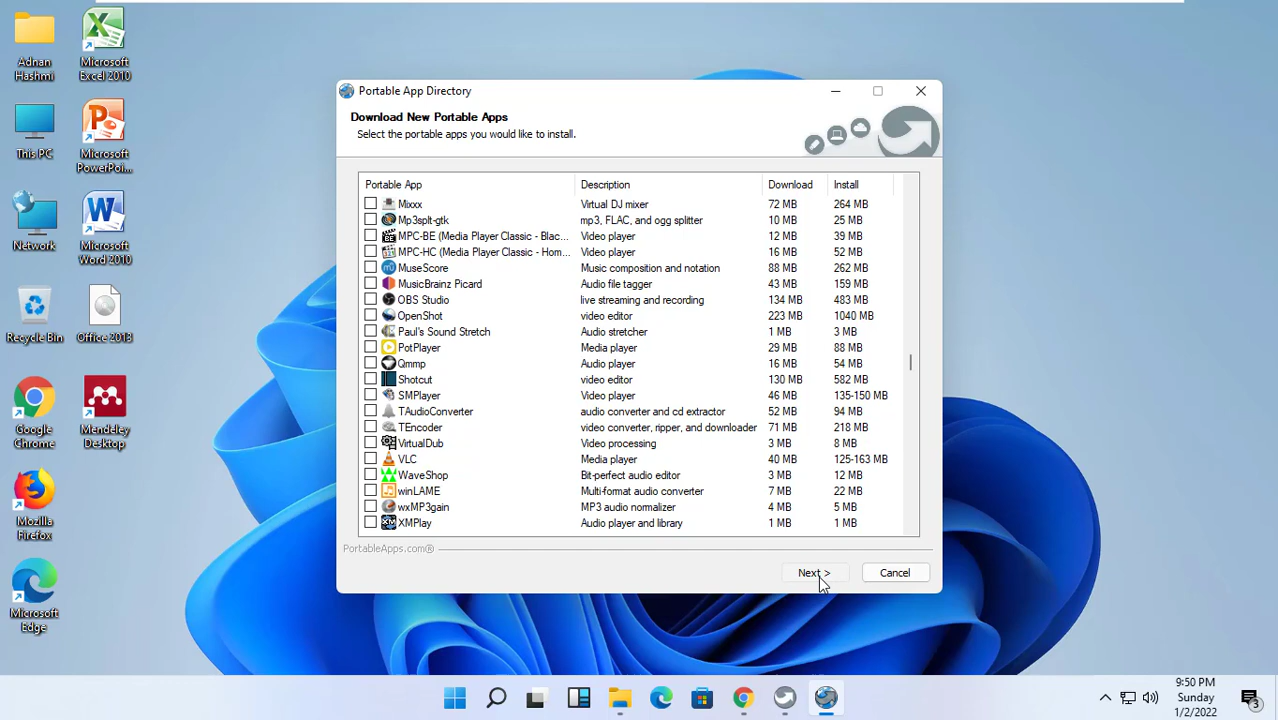 Adnan
Hashmi
Microsoft
Excel 2010
This PC
Microsoft
PowerPoi...
Network
Microsoft
Word 2010
Recycle Bin
Office 2013
Google
Chrome
Mendeley
Desktop
Mozilla
Firefox
Microsoft
Edge
Portable App Directory
Download New Portable Apps
Select the portable apps you would like to install.
Portable App Description Download Install
Mixxx Virtual DJ mixer 72 MB 264 MB
Mp3splt-gtk mp3, FLAC, and ogg splitter 10 MB 25 MB
MPC-BE (Media Player Classic - Blac... Video player 12 MB 39 MB
MPC-HC (Media Player Classic - Hom... Video player 16 MB 52 MB
MuseScore Music composition and notation 88 MB 262 MB
MusicBrainz Picard Audio file tagger 43 MB 159 MB
OBS Studio live streaming and recording 134 MB 483 MB
OpenShot video editor 223 MB 1040 MB
Paul's Sound Stretch Audio stretcher 1 MB 3 MB
PotPlayer Media player 29 MB 88 MB
Qmmp Audio player 16 MB 54 MB
Shotcut video editor 130 MB 582 MB
SMPlayer Video player 46 MB 135-150 MB
TAudioConverter audio converter and cd extractor 52 MB 94 MB
TEncoder video converter, ripper, and downloader 71 MB 218 MB
VirtualDub Video processing 3 MB 8 MB
VLC Media player 40 MB 125-163 MB
WaveShop Bit-perfect audio editor 3 MB 12 MB
winLAME Multi-format audio converter 7 MB 22 MB
wxMP3gain MP3 audio normalizer 4 MB 5 MB
XMPlay Audio player and library 1 MB 1 MB
PortableApps.com®
Next > Cancel
9:50 PM
Sunday
1/2/2022
3